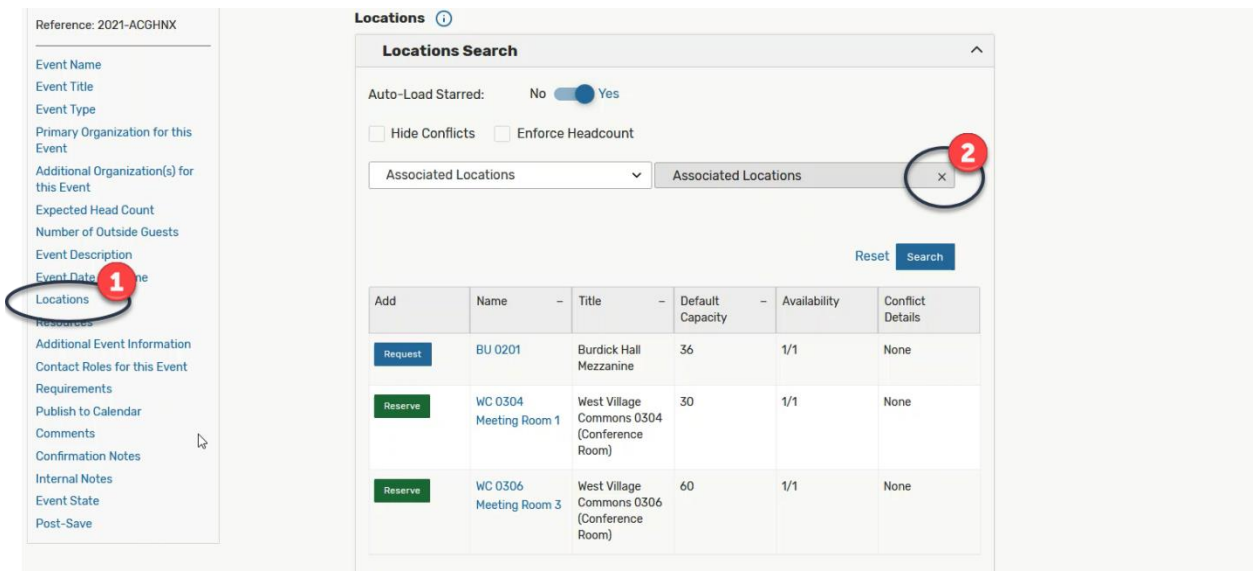 Reference: 2021-ACGHNX
Event Name
Event Title
Event Type
Primary Organization for this
Event
Additional Organization(s) for
this Event
Expected Head Count
Number of Outside Guests
Event Description
Event Date
1
Locations
Resources
Additional Event Information
Contact Roles for this Event
Requirements
Publish to Calendar
Comments
Confirmation Notes
Internal Notes
Event State
Post-Save
Locations
Locations Search
Auto-Load Starred: No Yes
Hide Conflicts Enforce Headcount
2
Associated Locations Associated Locations ×
Reset Search
Add Name – Title – Default – Availability Conflict
Capacity Details
Request BU 0201 Burdick Hall 36 1/1 None
Mezzanine
Reserve WC 0304 West Village 30 1/1 None
Meeting Room 1 Commons 0304
(Conference
Room)
Reserve WC 0306 West Village 60 1/1 None
Meeting Room 3 Commons 0306
(Conference
Room)